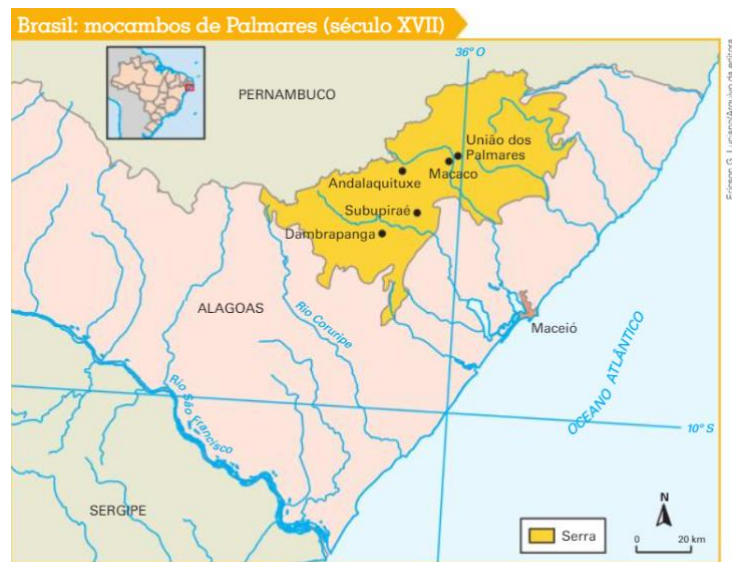 Brasil: mocambos de Palmares (século XVII)
36° O
PERNAMBUCO
União dos
Palmares
Macaco
Andalaquituxe
Subupiraé
Dambrapanga
ALAGOAS
Rio Coruripe
Maceió
OCEANO ATLÂNTICO
Rio São Francisco
10° S
SERGIPE
N
Serra
0 20 km